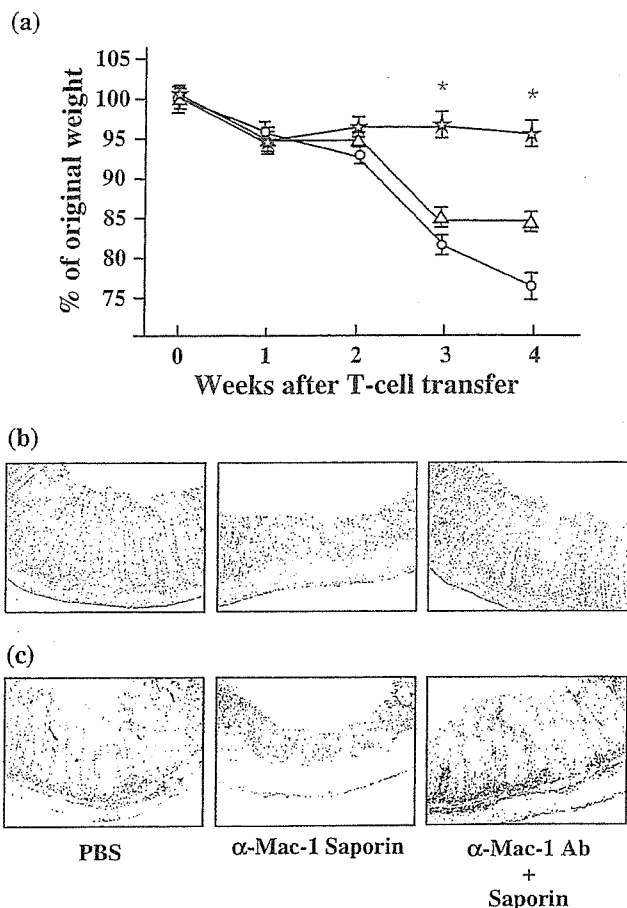 (a)
105
100
95
90
85
80
75
% of original weight
* *
0 1 2 3 4
Weeks after T-cell transfer
(b)
(c)
PBS
α-Mac-1 Saporin
α-Mac-1 Ab
+
Saporin